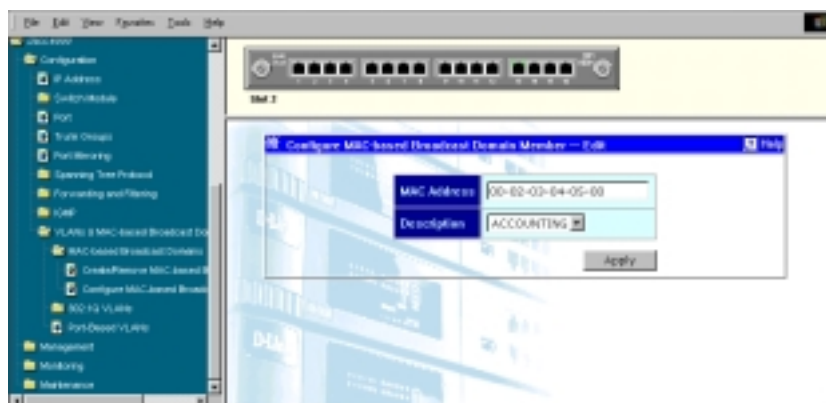 File Edit View Favorites Tools Help
Configuration
IP Address
Switch Module
Port
Trunk Groups
Port Mirroring
Spanning Tree Protocol
Forwarding and Filtering
IGMP
VLANs & MAC-based Broadcast Do
MAC-based Broadcast Domains
Create/Remove MAC-based B
Configure MAC-based Broadc
802.1Q VLANs
Port-Based VLANs
Management
Monitoring
Maintenance
Slot 2
Configure MAC-based Broadcast Domain Member -- Edit
Help
MAC Address 00-02-03-04-05-00
Description ACCOUNTING
Apply
D-Li